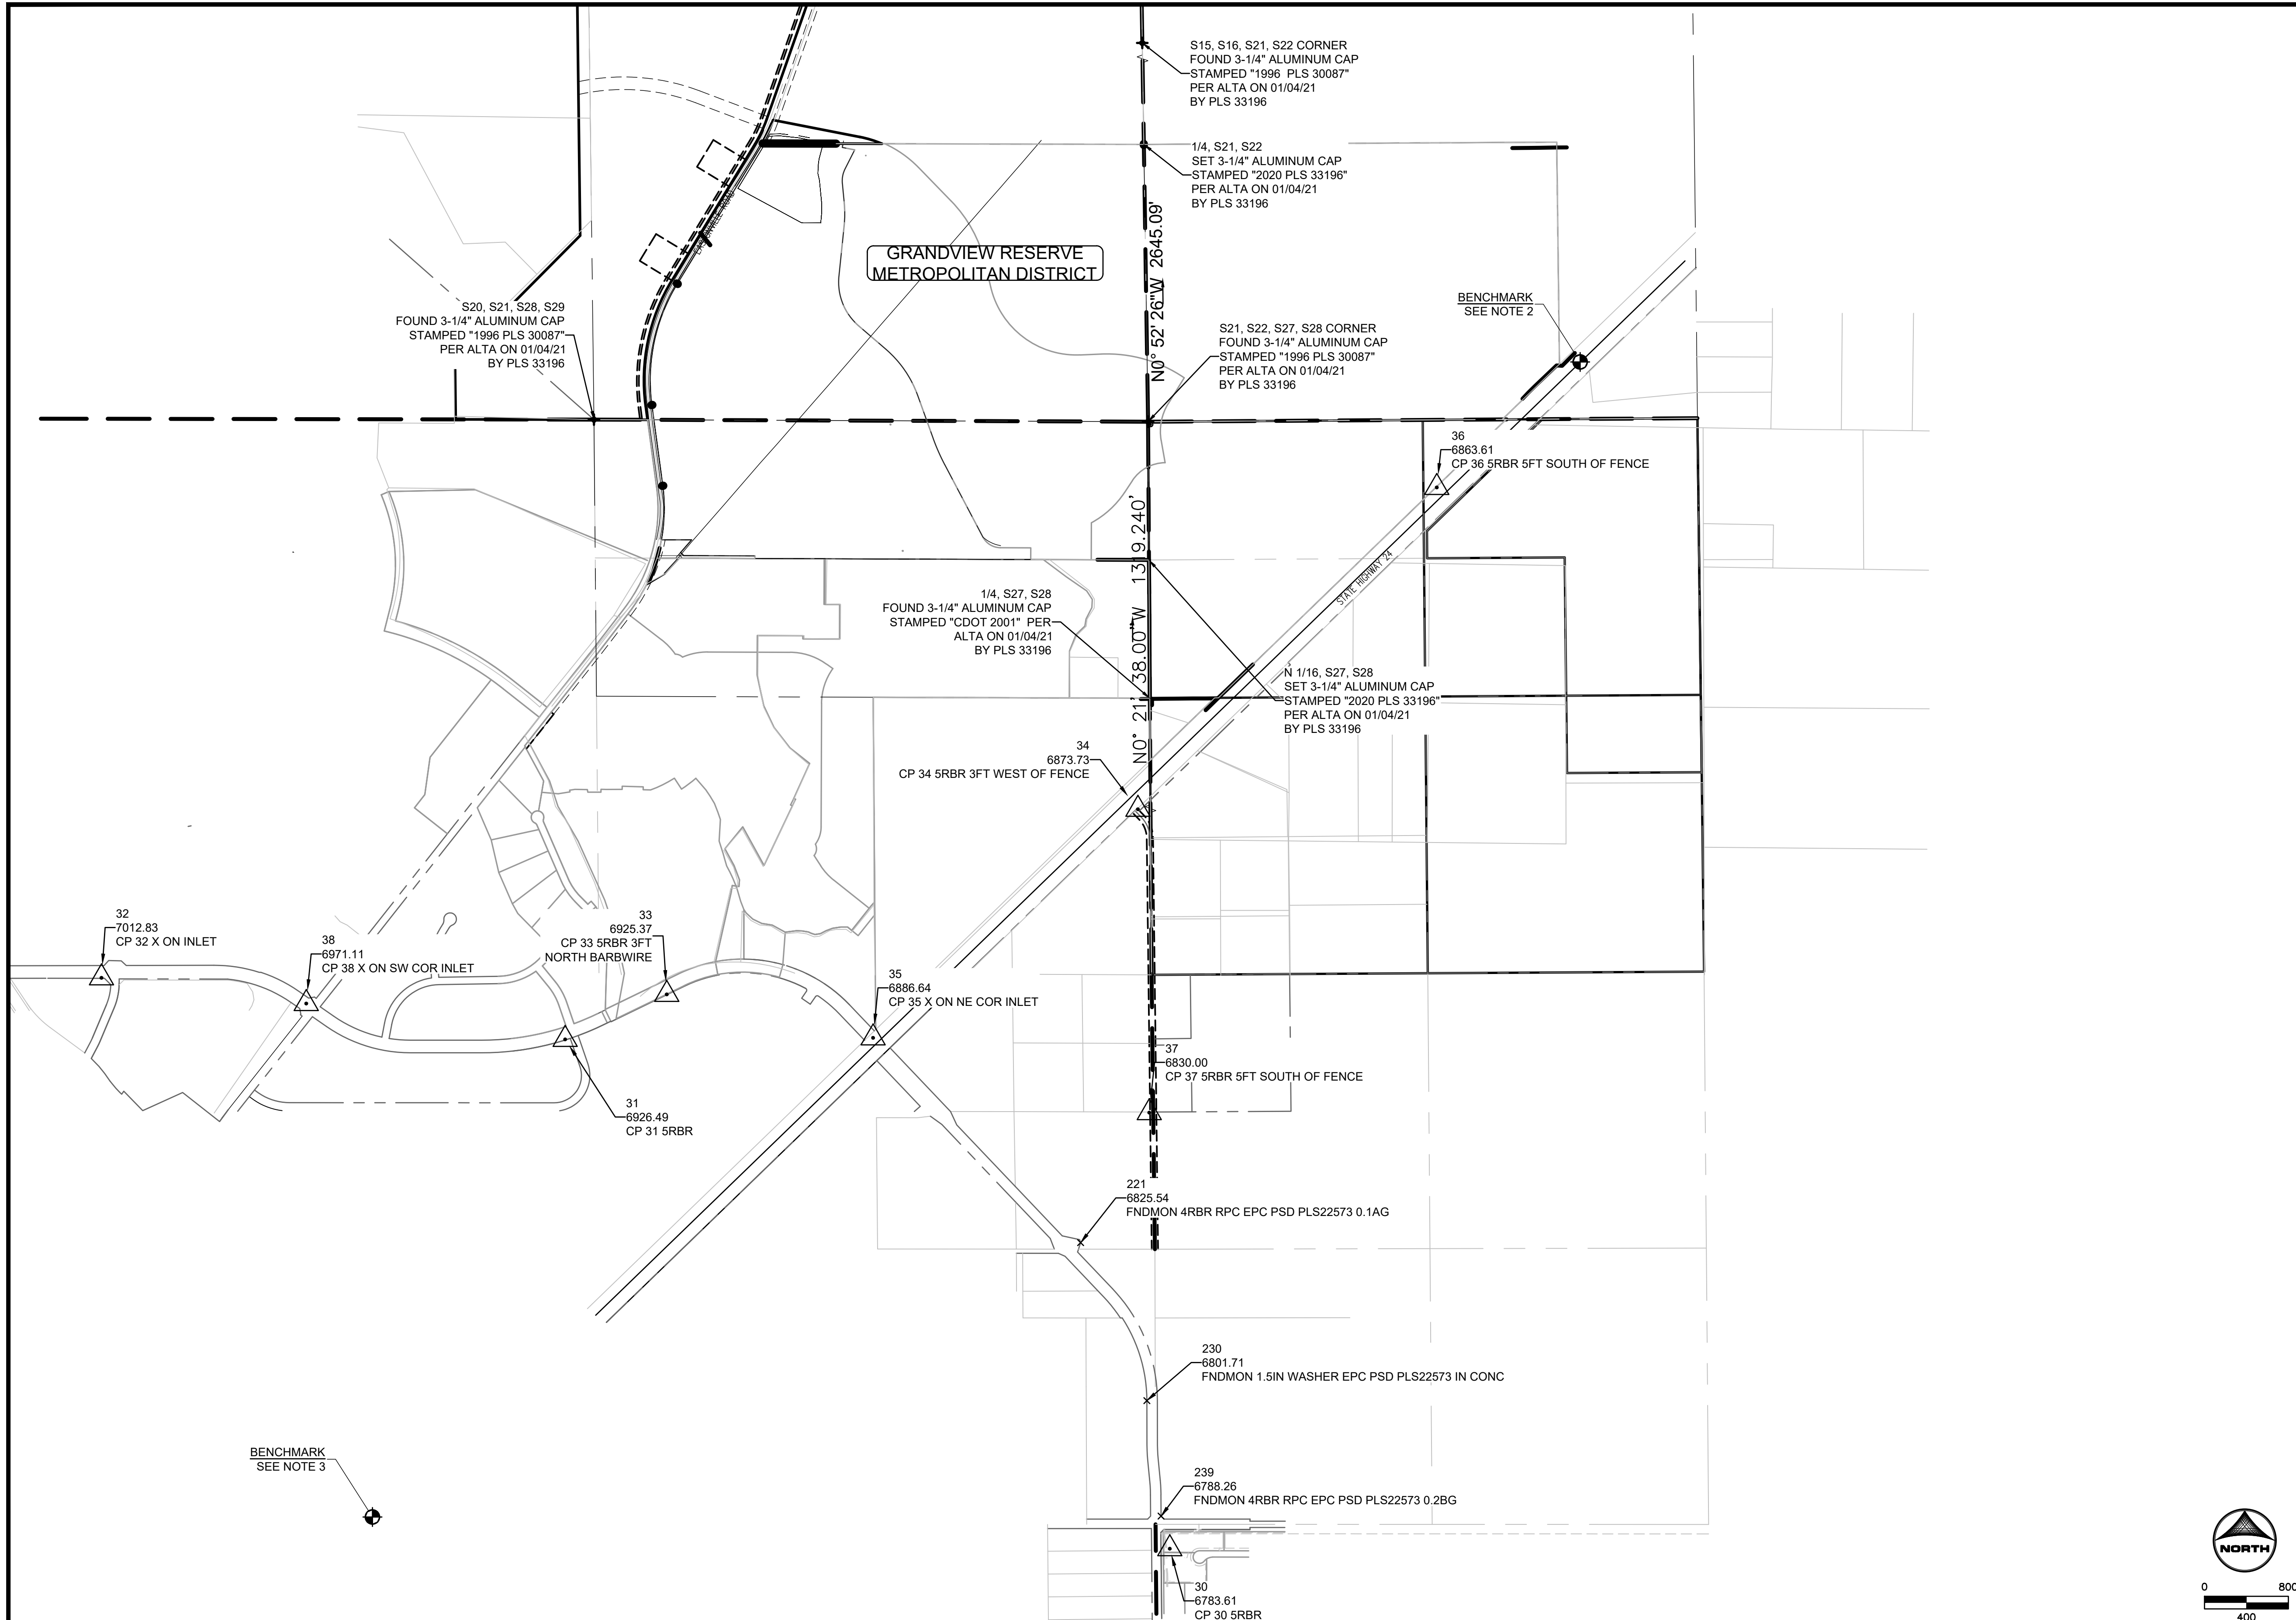 S15, S16, S21, S22 CORNER
FOUND 3-1/4" ALUMINUM CAP
STAMPED "1996 PLS 30087"
PER ALTA ON 01/04/21
BY PLS 33196
1/4, S21, S22
SET 3-1/4" ALUMINUM CAP
STAMPED "2020 PLS 33196"
PER ALTA ON 01/04/21
BY PLS 33196
GRANDVIEW RESERVE
METROPOLITAN DISTRICT
N0° 52' 26"W 2645.09'
S20, S21, S28, S29
FOUND 3-1/4" ALUMINUM CAP
STAMPED "1996 PLS 30087"
PER ALTA ON 01/04/21
BY PLS 33196
S21, S22, S27, S28 CORNER
FOUND 3-1/4" ALUMINUM CAP
STAMPED "1996 PLS 30087"
PER ALTA ON 01/04/21
BY PLS 33196
BENCHMARK
SEE NOTE 2
36
6863.61
CP 36 5RBR 5FT SOUTH OF FENCE
STATE HIGHWAY 24
1/4, S27, S28
FOUND 3-1/4" ALUMINUM CAP
STAMPED "CDOT 2001" PER
ALTA ON 01/04/21
BY PLS 33196
N0° 21' 38.00"W 1319.240'
N 1/16, S27, S28
SET 3-1/4" ALUMINUM CAP
STAMPED "2020 PLS 33196"
PER ALTA ON 01/04/21
BY PLS 33196
34
6873.73
CP 34 5RBR 3FT WEST OF FENCE
32
7012.83
CP 32 X ON INLET
38
6971.11
CP 38 X ON SW COR INLET
33
6925.37
CP 33 5RBR 3FT
NORTH BARBWIRE
35
6886.64
CP 35 X ON NE COR INLET
31
6926.49
CP 31 5RBR
37
6830.00
CP 37 5RBR 5FT SOUTH OF FENCE
221
6825.54
FNDMON 4RBR RPC EPC PSD PLS22573 0.1AG
230
6801.71
FNDMON 1.5IN WASHER EPC PSD PLS22573 IN CONC
BENCHMARK
SEE NOTE 3
239
6788.26
FNDMON 4RBR RPC EPC PSD PLS22573 0.2BG
30
6783.61
CP 30 5RBR
NORTH
0 800
400